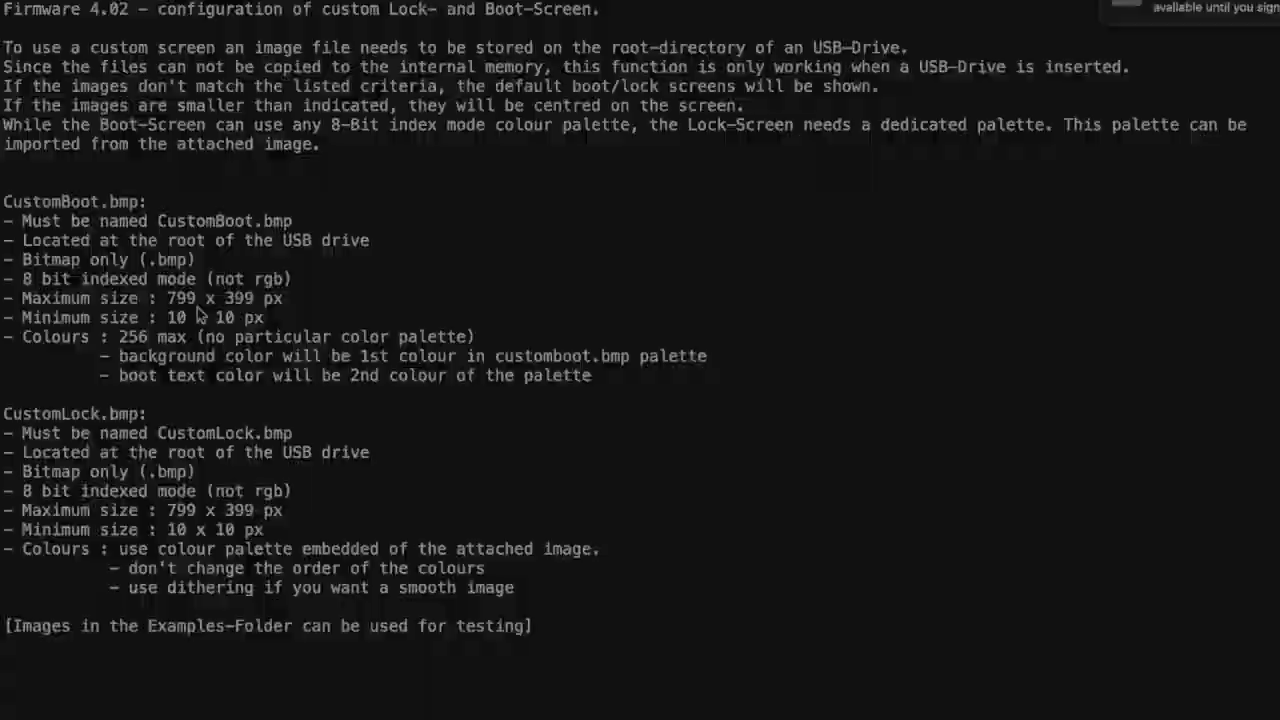 Firmware 4.02 – configuration of custom Lock- and Boot-Screen.
available until you sign
To use a custom screen an image file needs to be stored on the root-directory of an USB-Drive.
Since the files can not be copied to the internal memory, this function is only working when a USB-Drive is inserted.
If the images don't match the listed criteria, the default boot/lock screens will be shown.
If the images are smaller than indicated, they will be centred on the screen.
While the Boot-Screen can use any 8-Bit index mode colour palette, the Lock-Screen needs a dedicated palette. This palette can be
imported from the attached image.
CustomBoot.bmp:
– Must be named CustomBoot.bmp
– Located at the root of the USB drive
– Bitmap only (.bmp)
– 8 bit indexed mode (not rgb)
– Maximum size : 799 x 399 px
– Minimum size : 10 10 px
– Colours : 256 max (no particular color palette)
– background color will be 1st colour in customboot.bmp palette
– boot text color will be 2nd colour of the palette
CustomLock.bmp:
– Must be named CustomLock.bmp
– Located at the root of the USB drive
– Bitmap only (.bmp)
– 8 bit indexed mode (not rgb)
– Maximum size : 799 x 399 px
– Minimum size : 10 x 10 px
– Colours : use colour palette embedded of the attached image.
– don't change the order of the colours
– use dithering if you want a smooth image
[Images in the Examples-Folder can be used for testing]